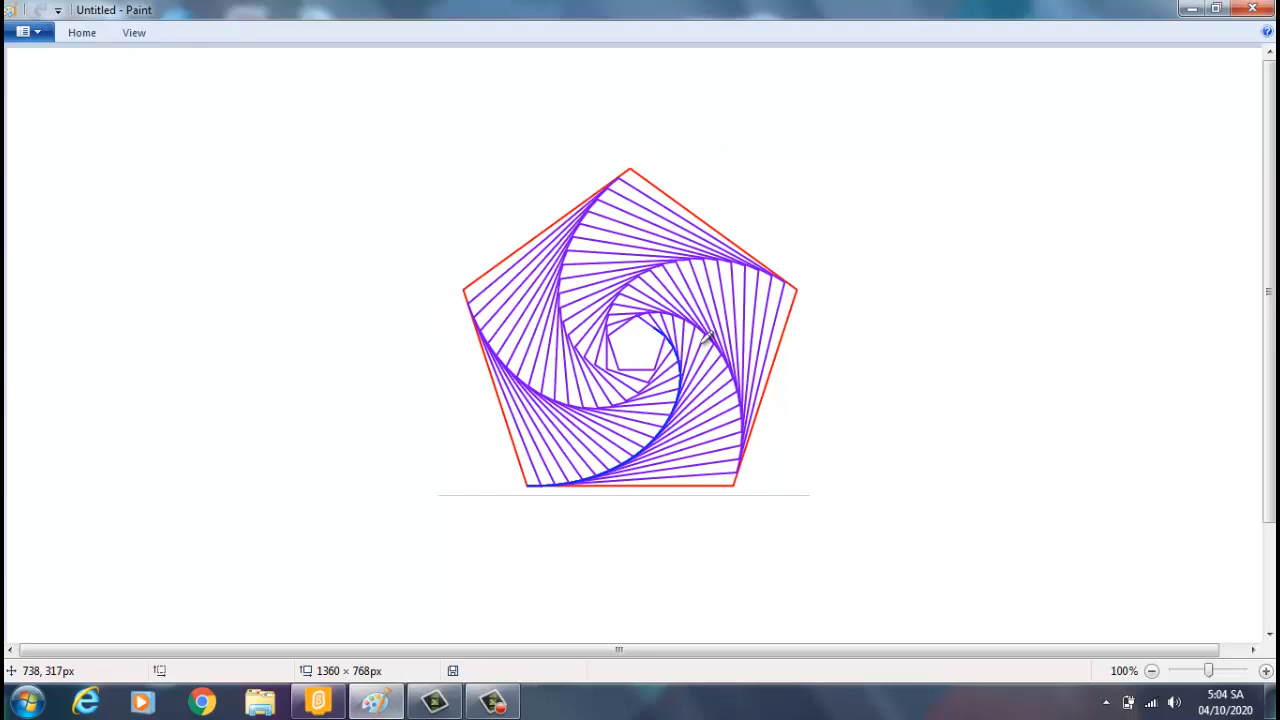 Untitled - Paint
Home View
738, 317px 1360 × 768px 100%
5:04 SA
04/10/2020